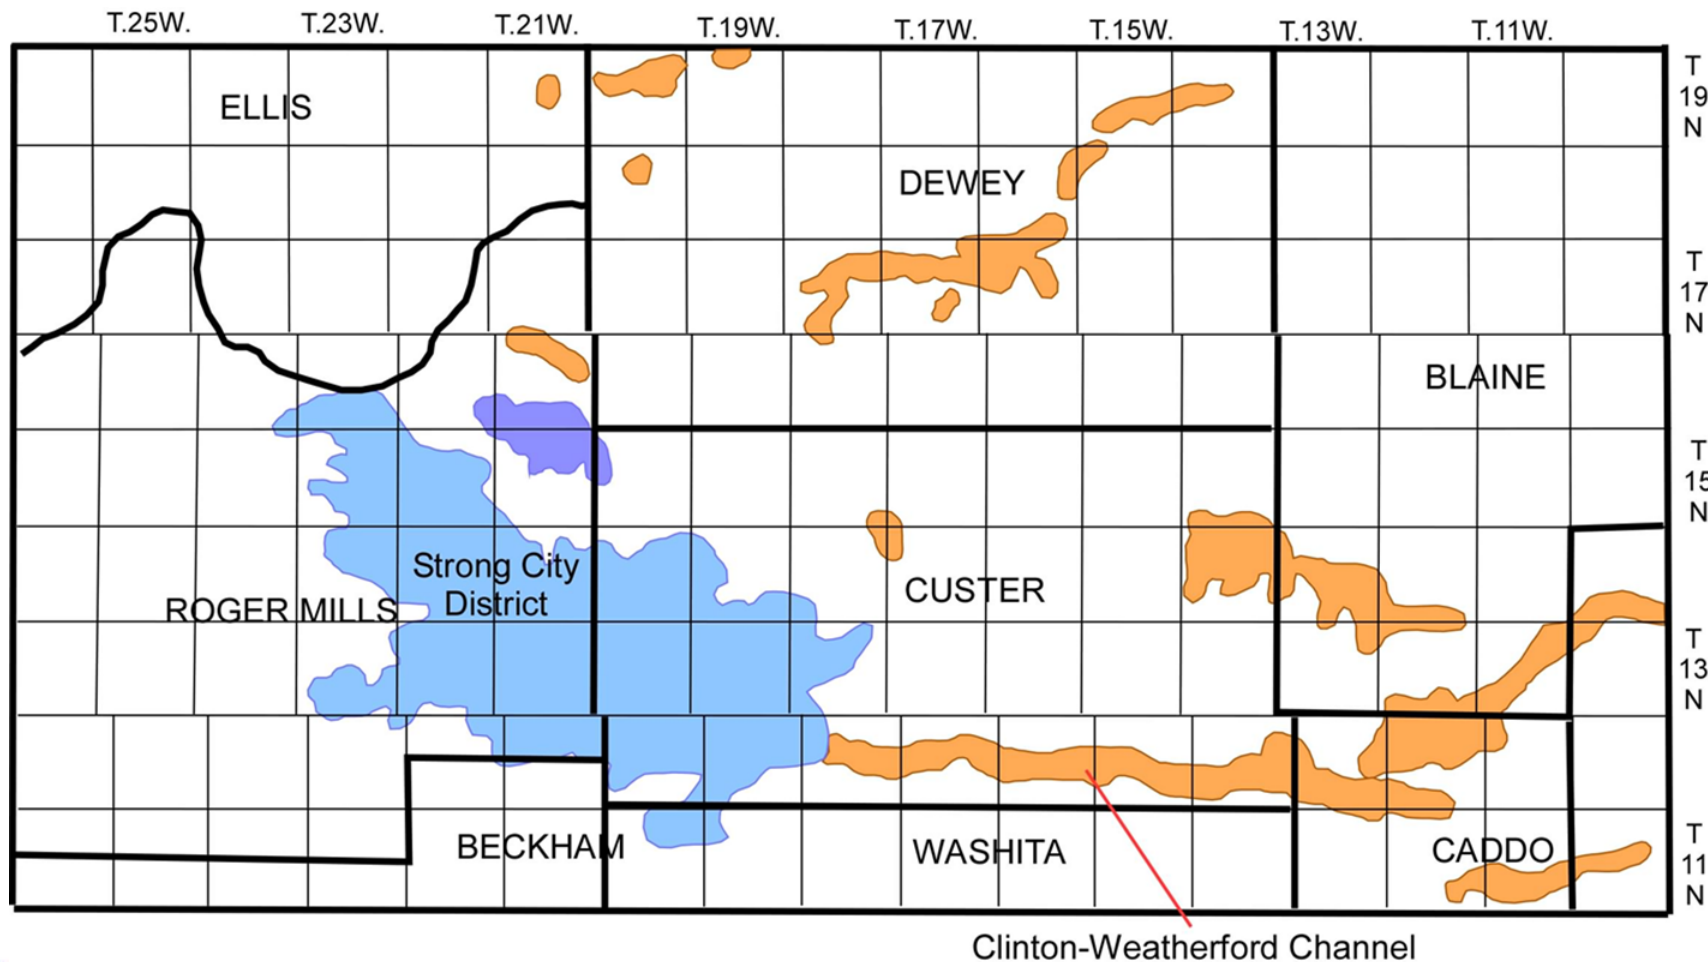 T.25W. T.23W. T.21W. T.19W. T.17W. T.15W. T.13W. T.11W.
T
19
N
ELLIS
DEWEY
T
17
N
BLAINE
T
15
N
Strong City
District
CUSTER
ROGER MILLS
T
13
N
BECKHAM
WASHITA
CADDO
T
11
N
Clinton-Weatherford Channel